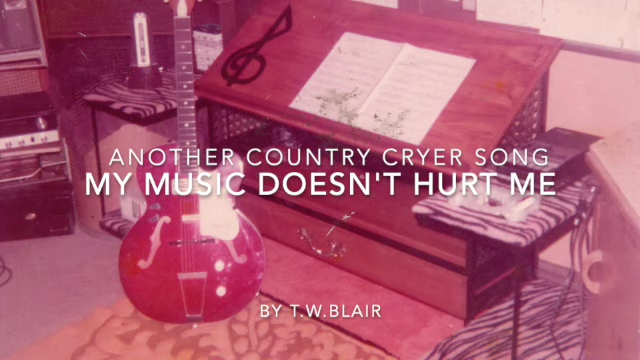 ANOTHER COUNTRY CRYER SONG
MY MUSIC DOESN'T HURT ME
BY T.W.BLAIR